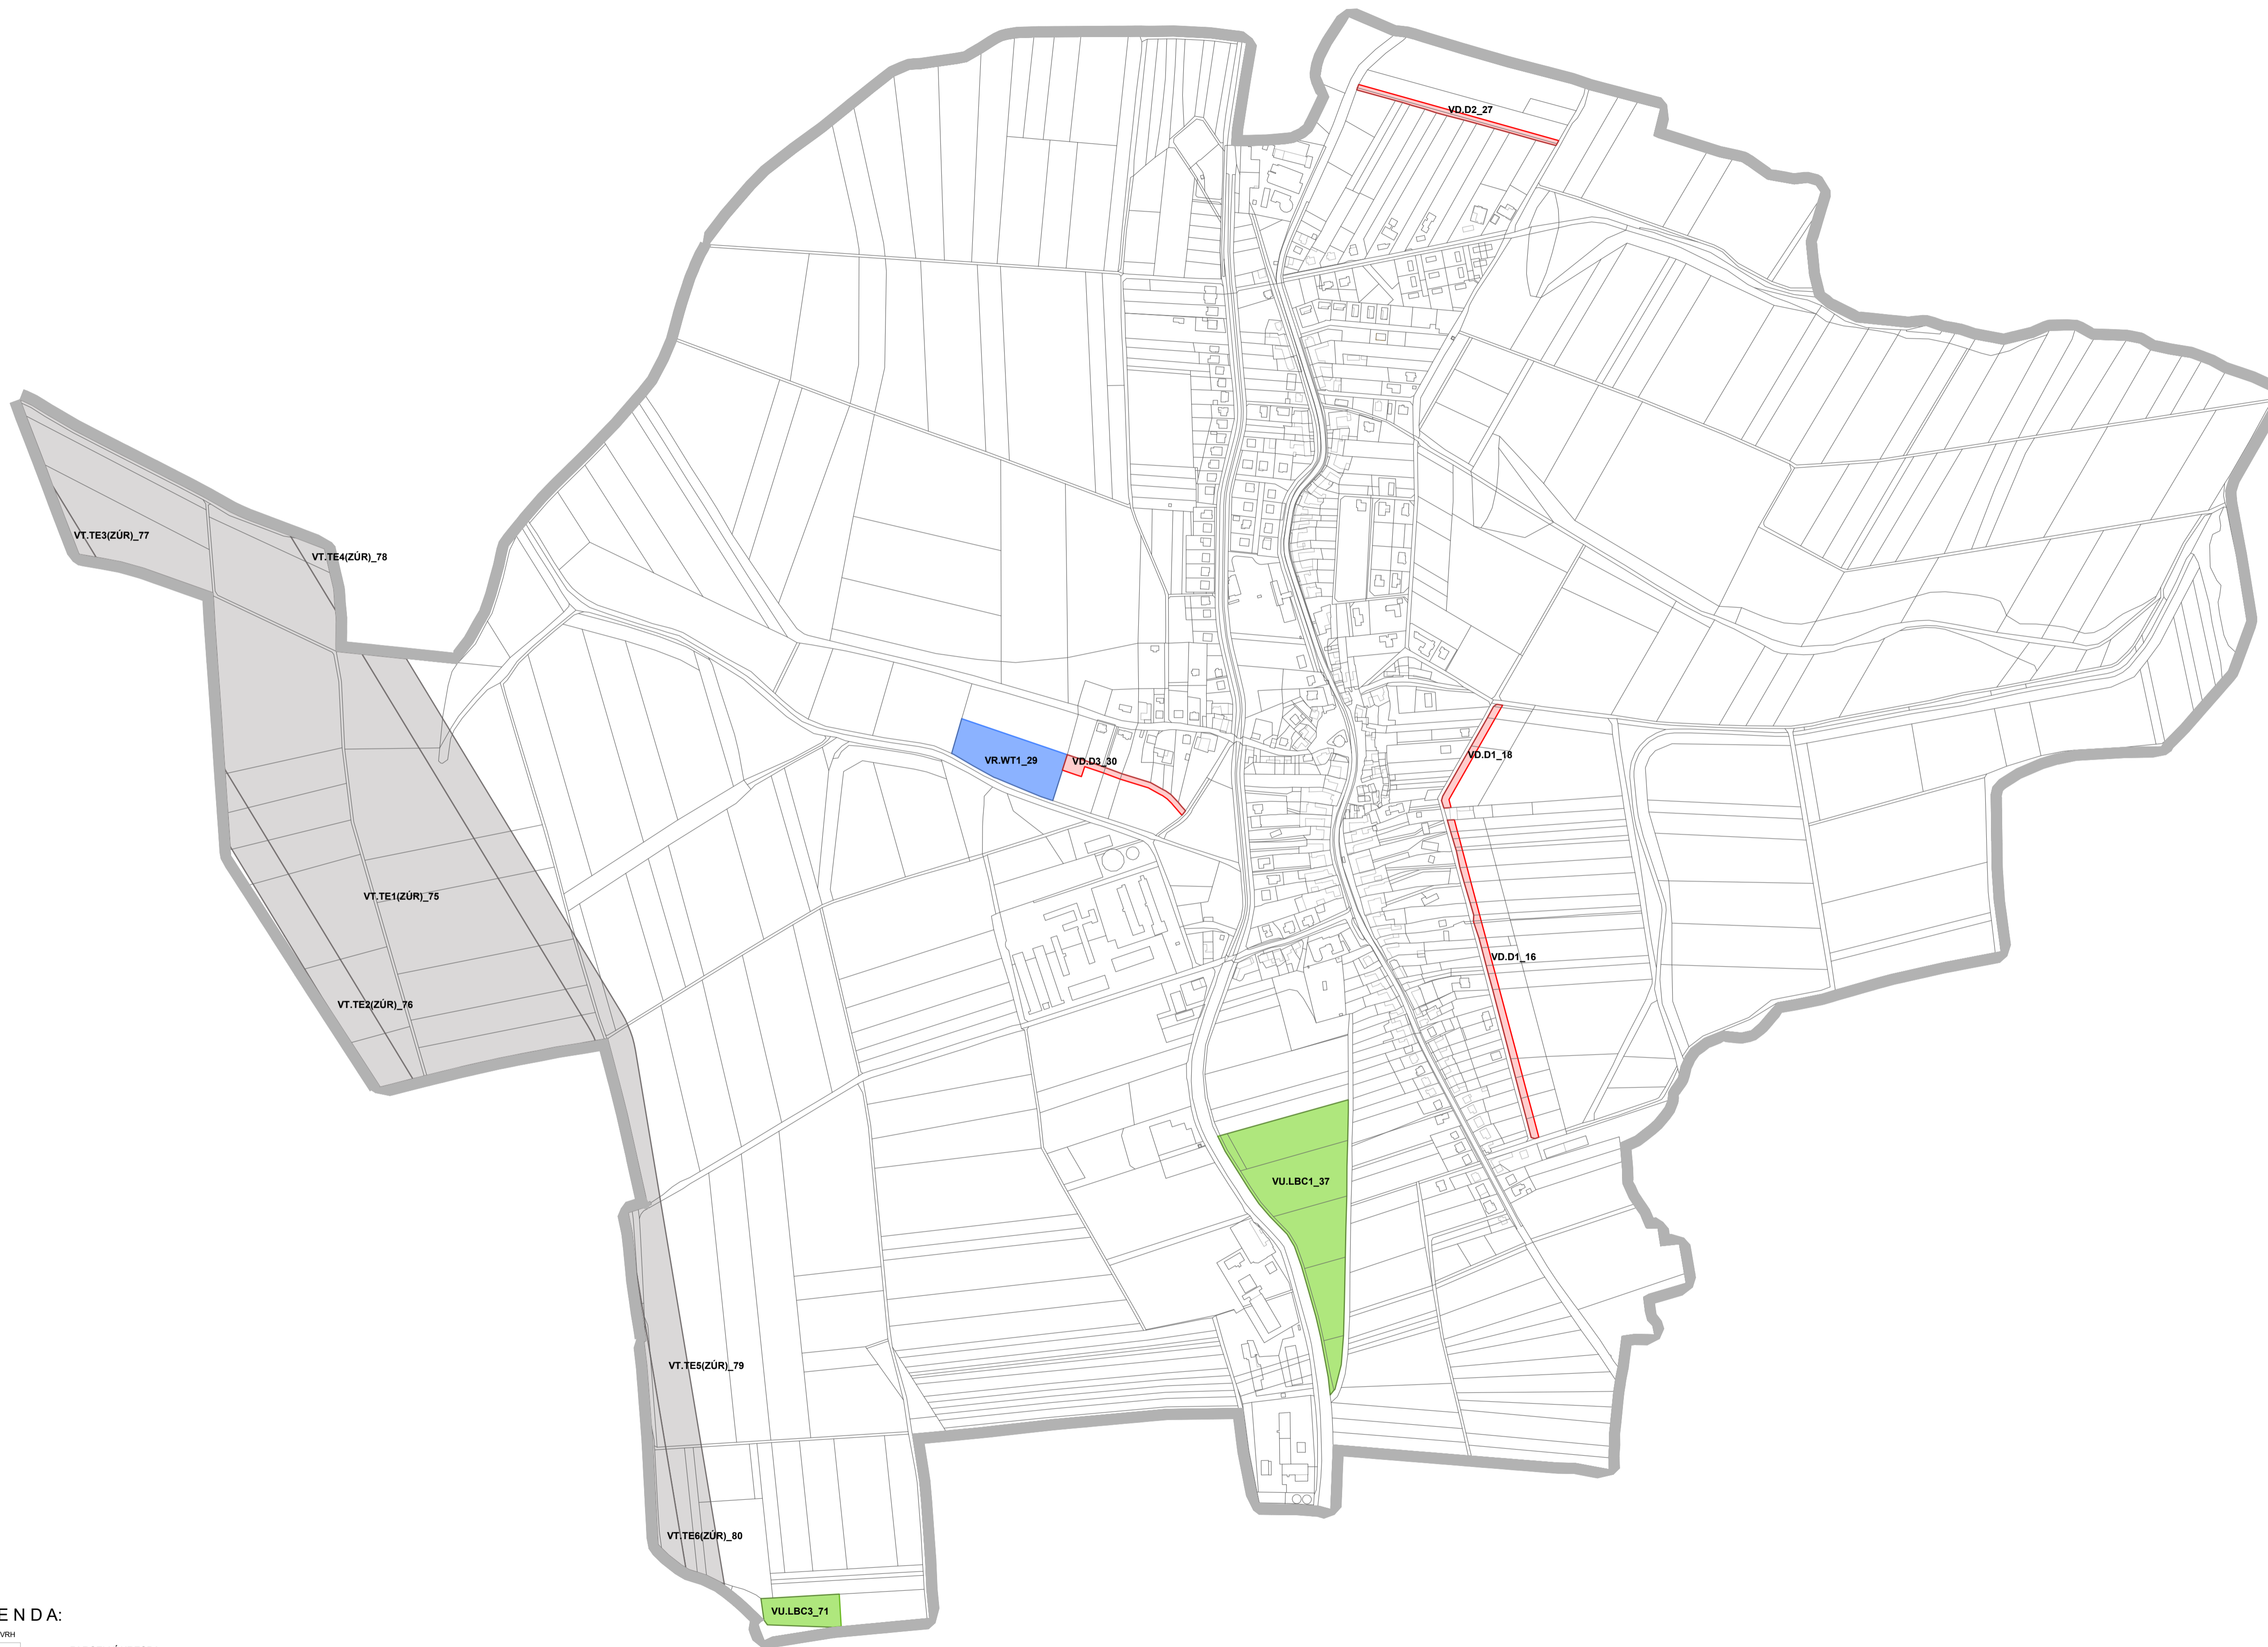 VD.D2_27
VT.TE3(ZÚR)_77
VT.TE4(ZÚR)_78
VD.D1_18
VR.WT1_29
VD.D3_30
VT.TE1(ZÚR)_75
VD.D1_16
VT.TE2(ZÚR)_76
VU.LBC1_37
VT.TE5(ZÚR)_79
VT.TE6(ZÚR)_80
VU.LBC3_71
E N D A:
VRH